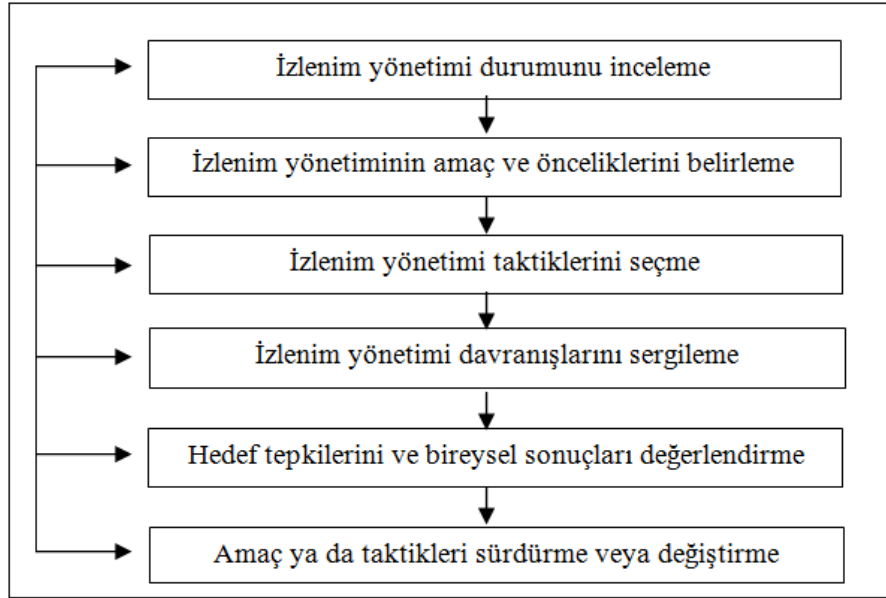 İzlenim yönetimi durumunu inceleme
İzlenim yönetiminin amaç ve önceliklerini belirleme
İzlenim yönetimi taktiklerini seçme
İzlenim yönetimi davranışlarını sergileme
Hedef tepkilerini ve bireysel sonuçları değerlendirme
Amaç ya da taktikleri sürdürme veya değiştirme